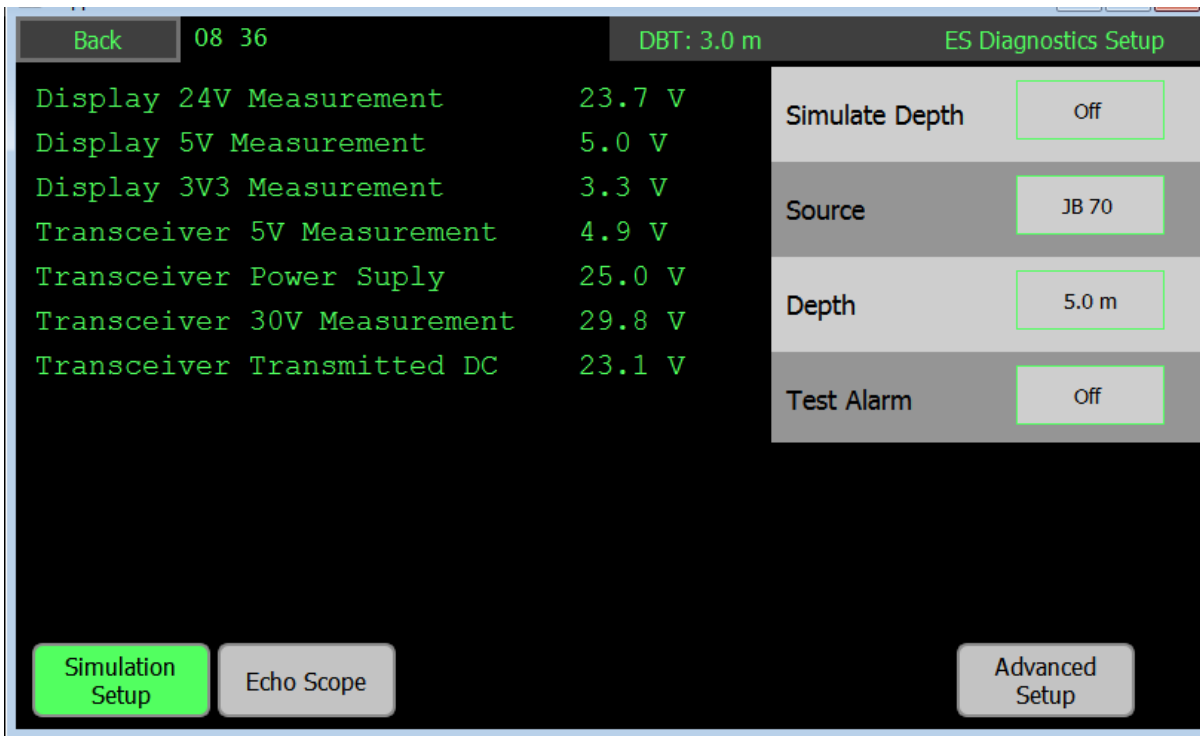 Back 08 36 DBT: 3.0 m ES Diagnostics Setup
Display 24V Measurement 23.7 V
Display 5V Measurement 5.0 V
Display 3V3 Measurement 3.3 V
Transceiver 5V Measurement 4.9 V
Transceiver Power Suply 25.0 V
Transceiver 30V Measurement 29.8 V
Transceiver Transmitted DC 23.1 V
Simulate Depth Off
Source JB 70
Depth 5.0 m
Test Alarm Off
Simulation
Setup
Echo Scope
Advanced
Setup